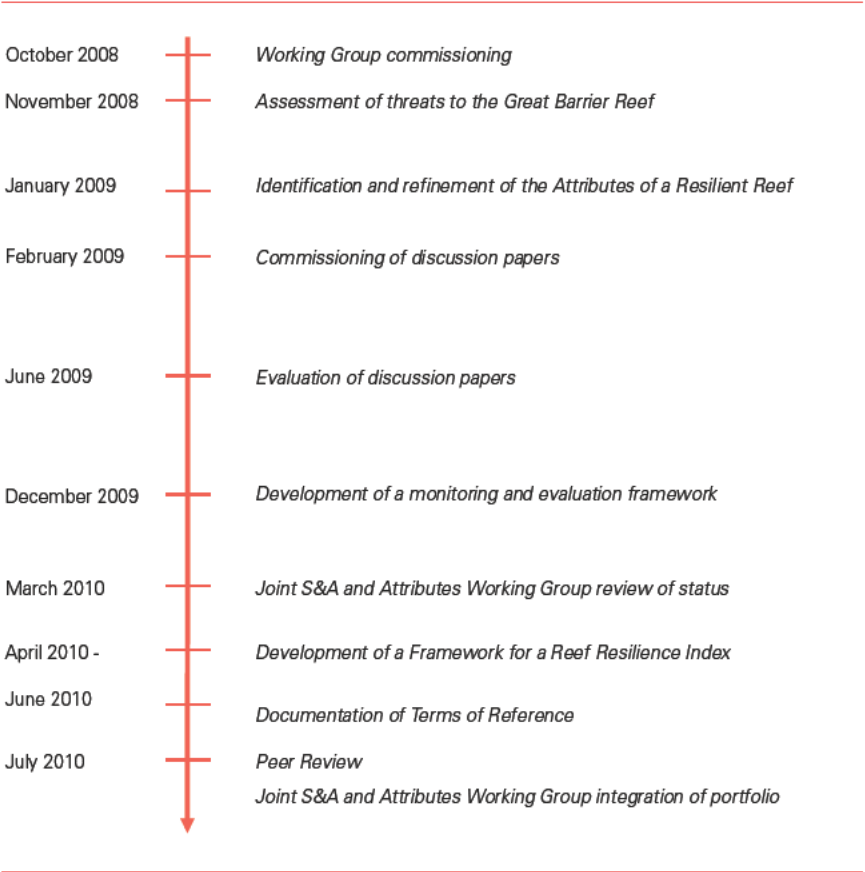 October 2008 Working Group commissioning
November 2008 Assessment of threats to the Great Barrier Reef
January 2009 Identification and refinement of the Attributes of a Resilient Reef
February 2009 Commissioning of discussion papers
June 2009 Evaluation of discussion papers
December 2009 Development of a monitoring and evaluation framework
March 2010 Joint S&A and Attributes Working Group review of status
April 2010 - Development of a Framework for a Reef Resilience Index
June 2010
Documentation of Terms of Reference
July 2010 Peer Review
Joint S&A and Attributes Working Group integration of portfolio